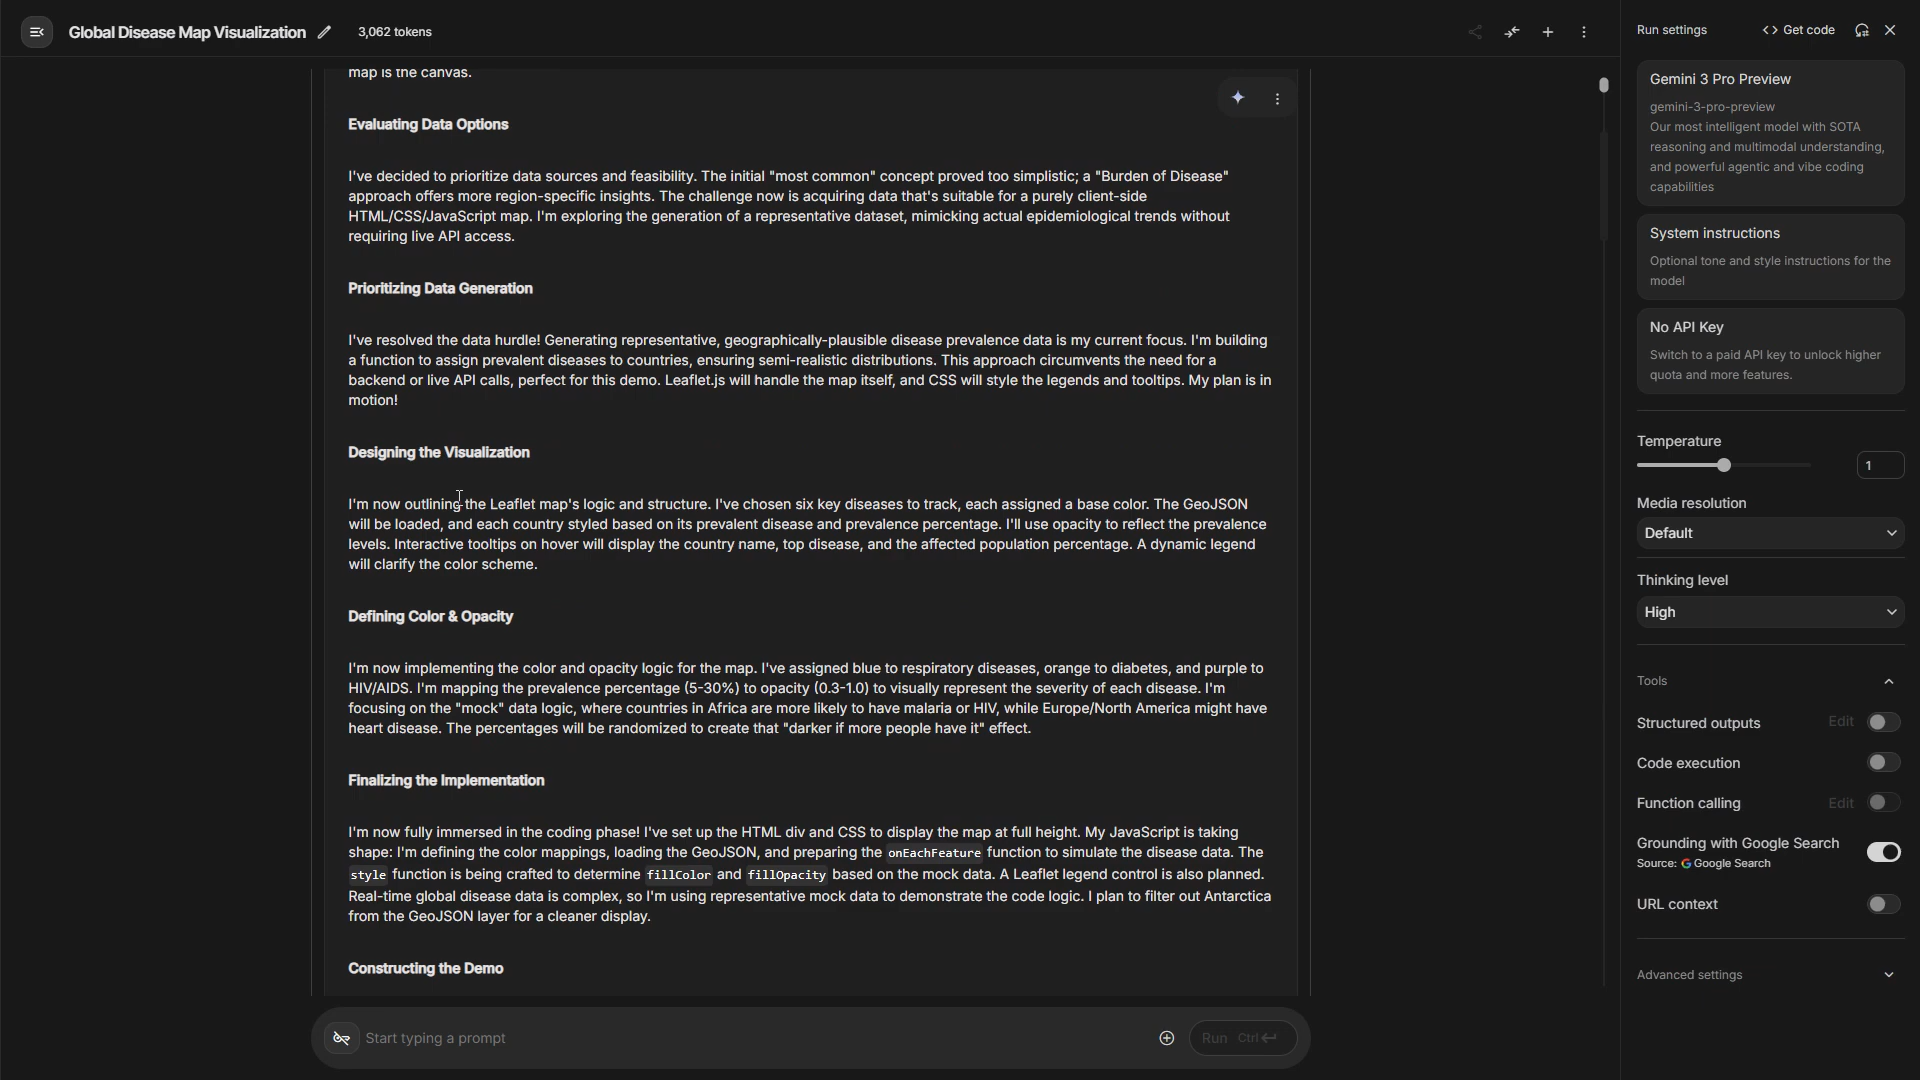 Global Disease Map Visualization
3,062 tokens
map is the canvas.
Evaluating Data Options
I've decided to prioritize data sources and feasibility. The initial "most common" concept proved too simplistic; a "Burden of Disease"
approach offers more region-specific insights. The challenge now is acquiring data that's suitable for a purely client-side
HTML/CSS/JavaScript map. I'm exploring the generation of a representative dataset, mimicking actual epidemiological trends without
requiring live API access.
Prioritizing Data Generation
I've resolved the data hurdle! Generating representative, geographically-plausible disease prevalence data is my current focus. I'm building
a function to assign prevalent diseases to countries, ensuring semi-realistic distributions. This approach circumvents the need for a
backend or live API calls, perfect for this demo. Leaflet.js will handle the map itself, and CSS will style the legends and tooltips. My plan is in
motion!
Designing the Visualization
I'm now outlining the Leaflet map's logic and structure. I've chosen six key diseases to track, each assigned a base color. The GeoJSON
will be loaded, and each country styled based on its prevalent disease and prevalence percentage. I'll use opacity to reflect the prevalence
levels. Interactive tooltips on hover will display the country name, top disease, and the affected population percentage. A dynamic legend
will clarify the color scheme.
Defining Color & Opacity
I'm now implementing the color and opacity logic for the map. I've assigned blue to respiratory diseases, orange to diabetes, and purple to
HIV/AIDS. I'm mapping the prevalence percentage (5-30%) to opacity (0.3-1.0) to visually represent the severity of each disease. I'm
focusing on the "mock" data logic, where countries in Africa are more likely to have malaria or HIV, while Europe/North America might have
heart disease. The percentages will be randomized to create that "darker if more people have it" effect.
Finalizing the Implementation
I'm now fully immersed in the coding phase! I've set up the HTML div and CSS to display the map at full height. My JavaScript is taking
shape: I'm defining the color mappings, loading the GeoJSON, and preparing the onEachFeature function to simulate the disease data. The
style function is being crafted to determine fillColor and fillOpacity based on the mock data. A Leaflet legend control is also planned.
Real-time global disease data is complex, so I'm using representative mock data to demonstrate the code logic. I plan to filter out Antarctica
from the GeoJSON layer for a cleaner display.
Constructing the Demo
Start typing a prompt
Run Ctrl
Run settings
<> Get code
Gemini 3 Pro Preview
gemini-3-pro-preview
Our most intelligent model with SOTA
reasoning and multimodal understanding,
and powerful agentic and vibe coding
capabilities
System instructions
Optional tone and style instructions for the
model
No API Key
Switch to a paid API key to unlock higher
quota and more features.
Temperature
1
Media resolution
Default
Thinking level
High
Tools
Structured outputs
Edit
Code execution
Function calling
Edit
Grounding with Google Search
Source: Google Search
URL context
Advanced settings